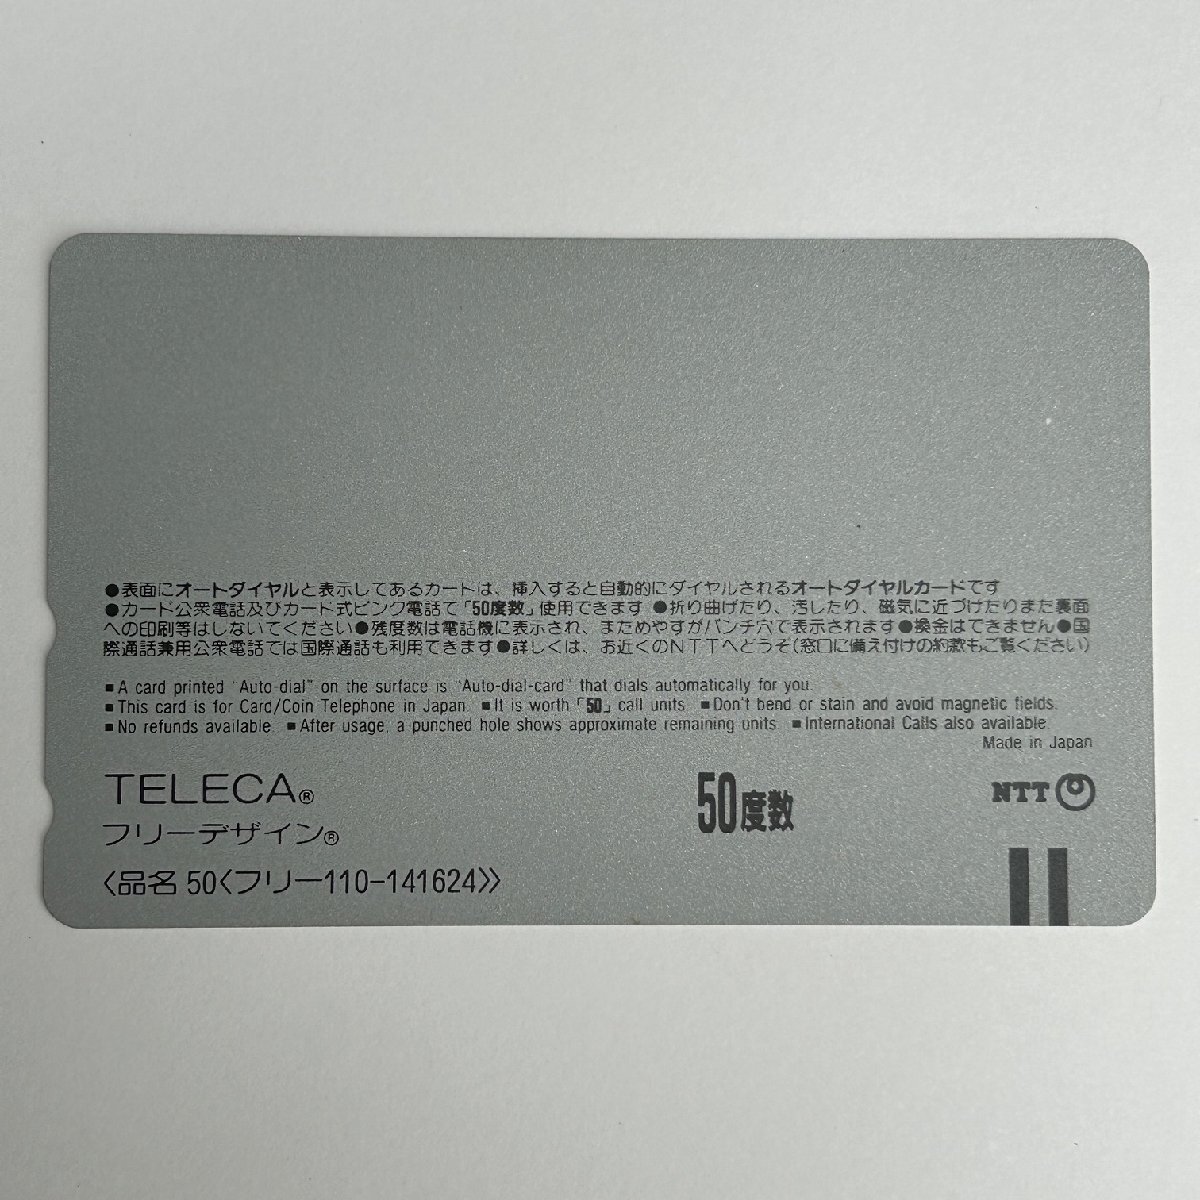 ●表面にオートダイヤルと表示してあるカードは、挿入すると自動的にダイヤルされるオートダイヤルカードです
●カード公衆電話及びカード式ピンク電話で「50度数」使用できます ●折り曲げたり、汚したり、磁気に近づけたりまた裏面
への印刷等はしないでください●残度数は電話機に表示され、まためやすがパンチ穴で表示されます●換金はできません●国
際通話兼用公衆電話では国際通話も利用できます●詳しくは、お近くのNTTへどうぞ(窓口に備え付けの約款もご覧ください)
■A card printed "Auto-dial" on the surface is "Auto-dial-card" that dials automatically for you.
■This card is for Card/Coin Telephone in Japan. ■It is worth「50」call units. ■Don't bend or stain and avoid magnetic fields.
■No refunds available. ■After usage, a punched hole shows approximate remaining units. ■International Calls also available.
Made in Japan
TELECA®
フリーデザイン®
〈品名 50〈フリー110-141624〉〉
50度数
NTT